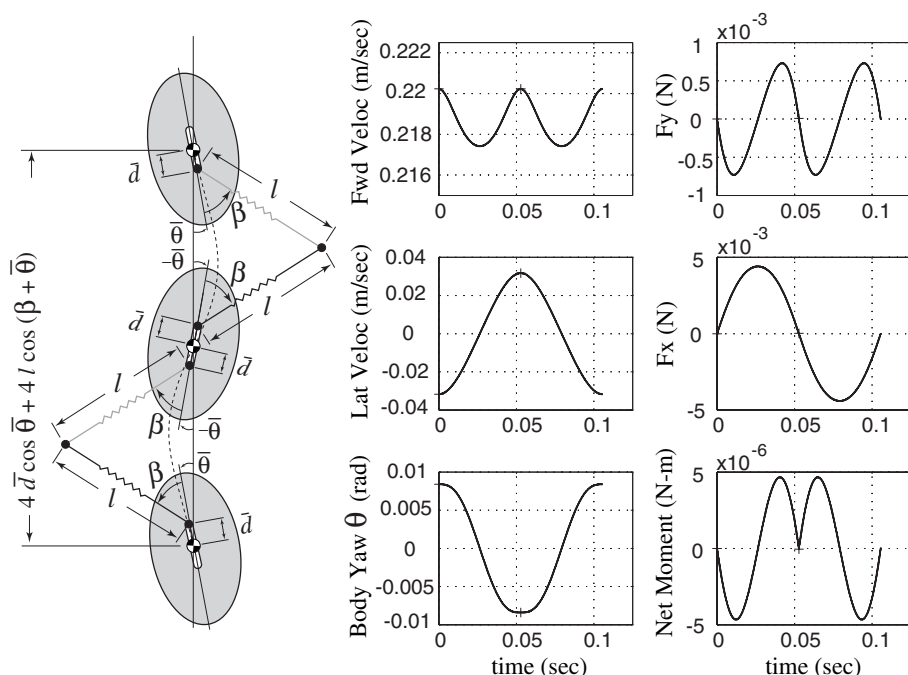 4 d̄ cos θ̄ + 4 l cos (β + θ̄)
d̄
l
β
θ̄
-θ̄
β
l
d̄
d̄
l
l
β
-θ̄
θ̄
β
d̄
l
Fwd Veloc (m/sec)
0.222
0.22
0.218
0.216
0
0.05
0.1
Fy (N)
x10⁻³
1
0.5
0
-0.5
-1
0
0.05
0.1
Lat Veloc (m/sec)
0.04
0.02
0
-0.02
-0.04
0
0.05
0.1
Fx (N)
x10⁻³
5
0
-5
0
0.05
0.1
Body Yaw θ (rad)
0.01
0.005
0
-0.005
-0.01
0
0.05
0.1
time (sec)
Net Moment (N-m)
x10⁻⁶
5
0
-5
0
0.05
0.1
time (sec)